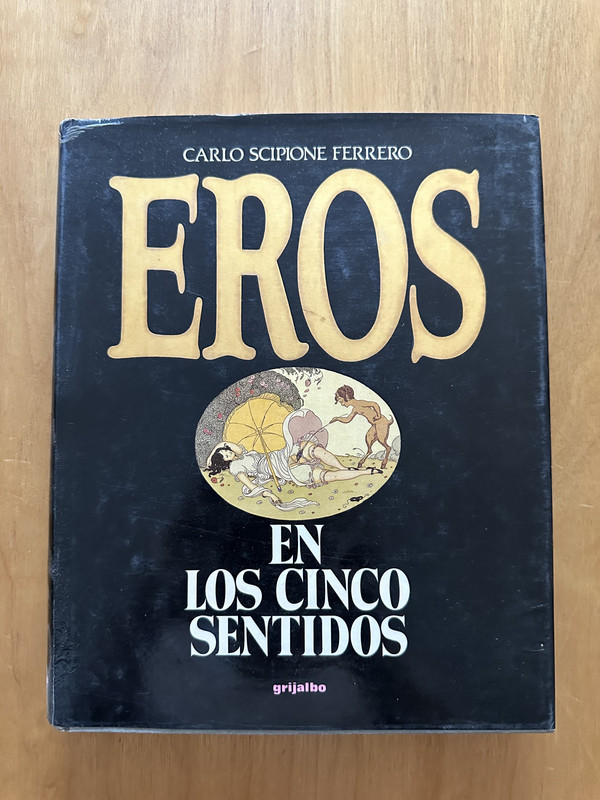 CARLO SCIPIONE FERRERO
EROS
EN
LOS CINCO
SENTIDOS
grijalbo